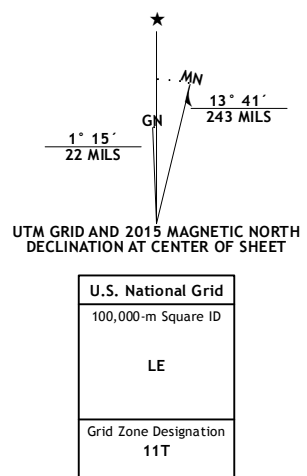 MN
GN
13° 41´
243 MILS
1° 15´
22 MILS
UTM GRID AND 2015 MAGNETIC NORTH
DECLINATION AT CENTER OF SHEET
U.S. National Grid
100,000-m Square ID
LE
Grid Zone Designation
11T